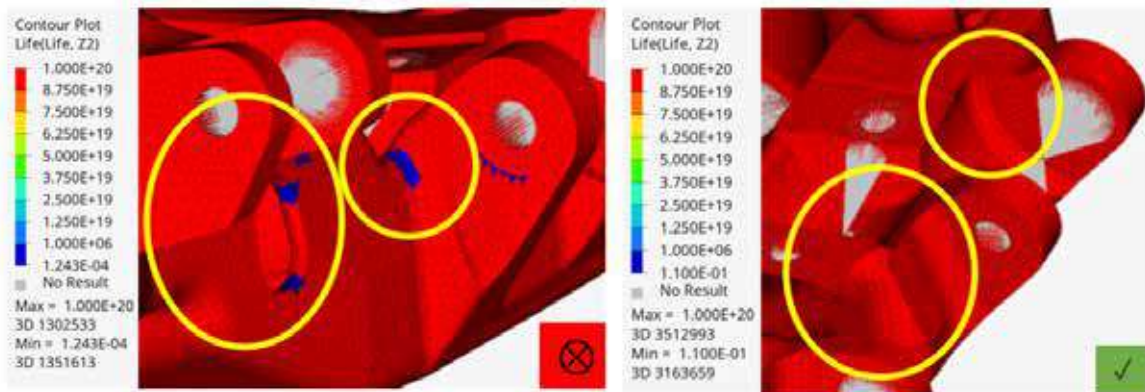 Contour Plot
Life(Life, Z2)
1.000E+20
8.750E+19
7.500E+19
6.250E+19
5.000E+19
3.750E+19
2.500E+19
1.250E+19
1.000E+06
1.243E-04
No Result
Max = 1.000E+20
3D 1302533
Min = 1.243E-04
3D 1351613
Contour Plot
Life(Life, Z2)
1.000E+20
8.750E+19
7.500E+19
6.250E+19
5.000E+19
3.750E+19
2.500E+19
1.250E+19
1.000E+06
1.100E-01
No Result
Max = 1.000E+20
3D 3512993
Min = 1.100E-01
3D 3163659